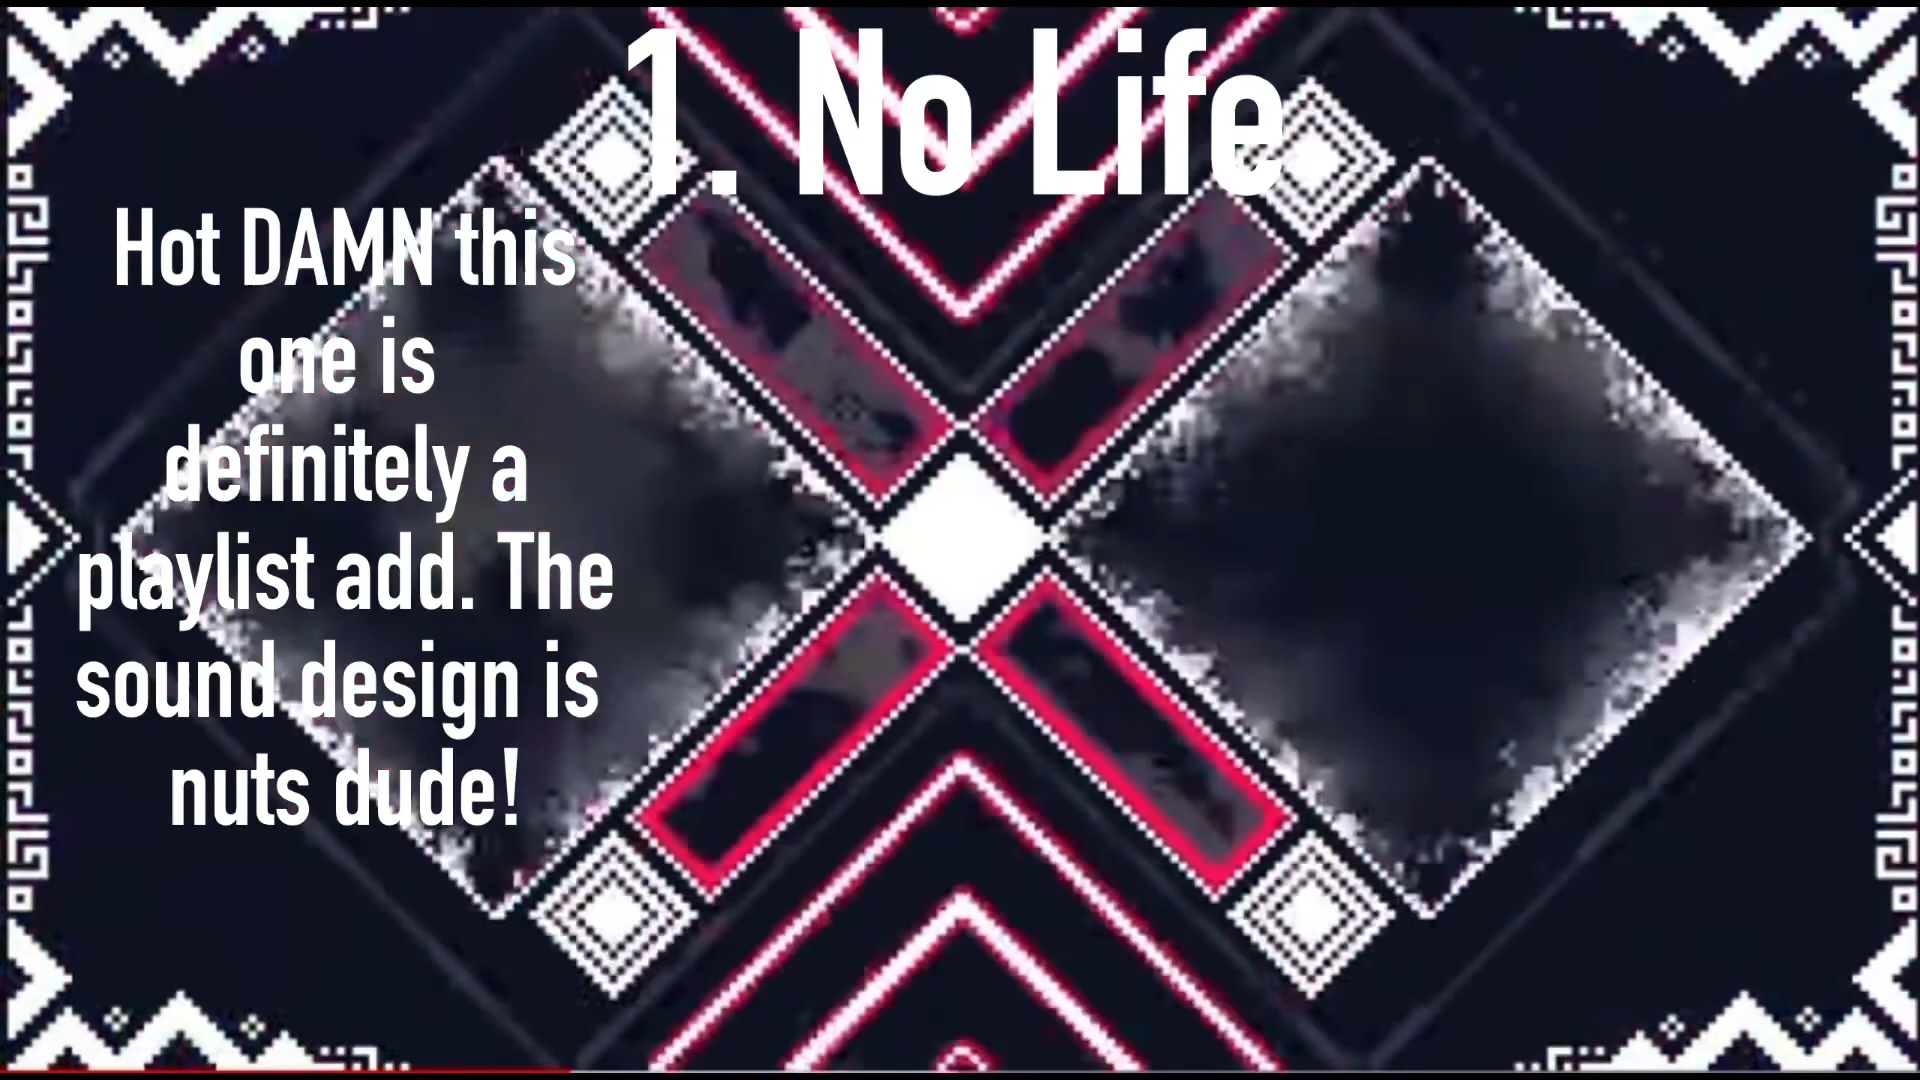 1. No Life
Hot DAMN this
one is
definitely a
playlist add. The
sound design is
nuts dude!